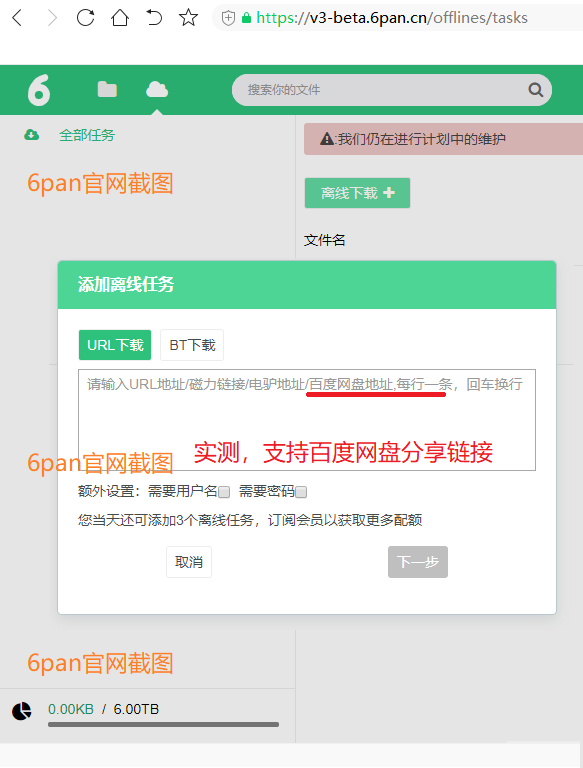 https://v3-beta.6pan.cn/offlines/tasks
6
搜索你的文件
全部任务
:我们仍在进行计划中的维护
6pan官网截图
离线下载
文件名
添加离线任务
URL下载 BT下载
请输入URL地址/磁力链接/电驴地址/百度网盘地址,每行一条，回车换行
6pan官网截图
实测，支持百度网盘分享链接
额外设置：需要用户名 需要密码
您当天还可添加3个离线任务，订阅会员以获取更多配额
取消 下一步
6pan官网截图
0.00KB / 6.00TB